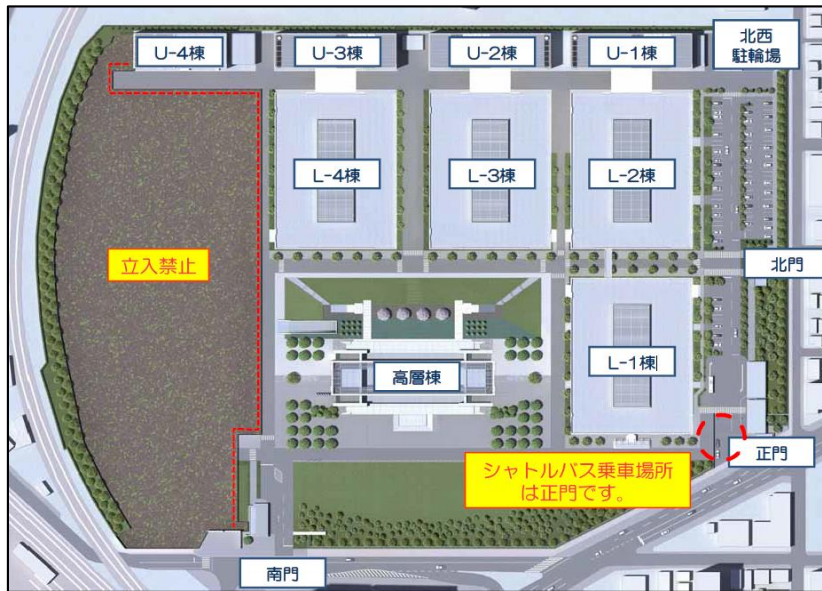 U-4棟
U-3棟
U-2棟
U-1棟
北西
駐輪場
L-4棟
L-3棟
L-2棟
立入禁止
北門
高層棟
L-1棟
シャトルバス乗車場所
は正門です。
正門
南門